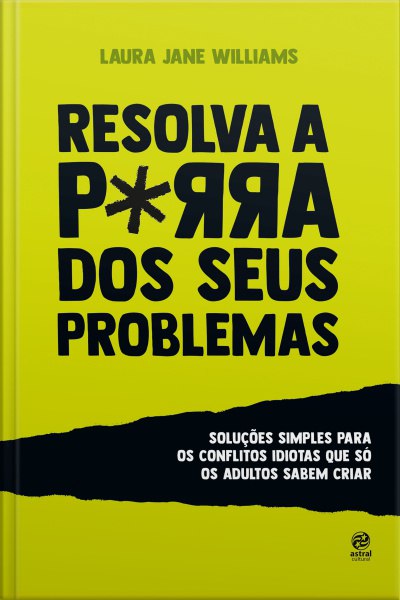 LAURA JANE WILLIAMS
RESOLVA A
P*RRA
DOS SEUS
PROBLEMAS
SOLUÇÕES SIMPLES PARA
OS CONFLITOS IDIOTAS QUE SÓ
OS ADULTOS SABEM CRIAR
astral
cultural